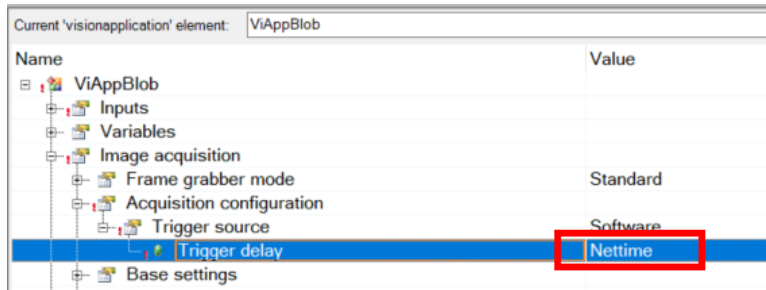 Current 'visionapplication' element: ViAppBlob
Name Value
ViAppBlob
Inputs
Variables
Image acquisition
Frame grabber mode Standard
Acquisition configuration
Trigger source Software
Trigger delay Nettime
Base settings